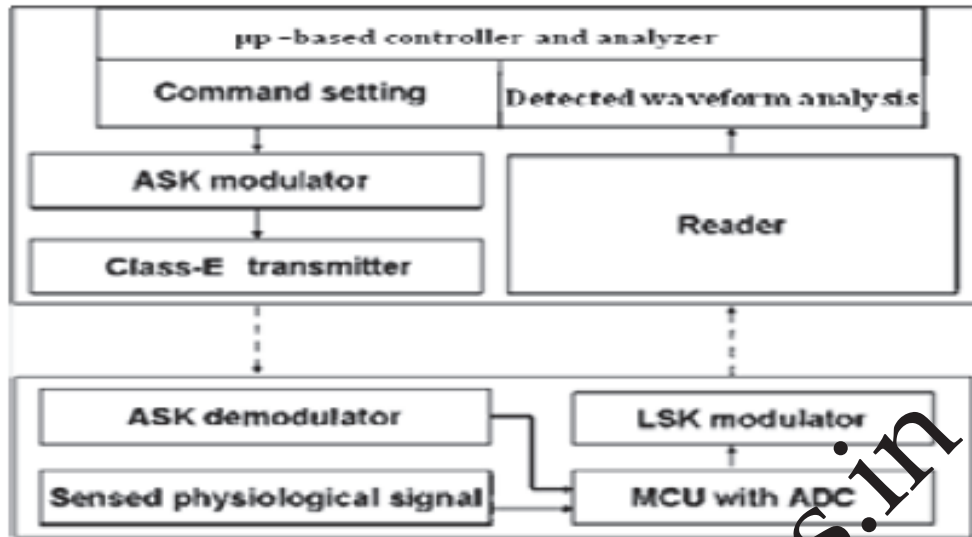 µp -based controller and analyzer
Command setting
Detected waveform analysis
ASK modulator
Reader
Class-E transmitter
ASK demodulator
LSK modulator
Sensed physiological signal
MCU with ADC
s.in